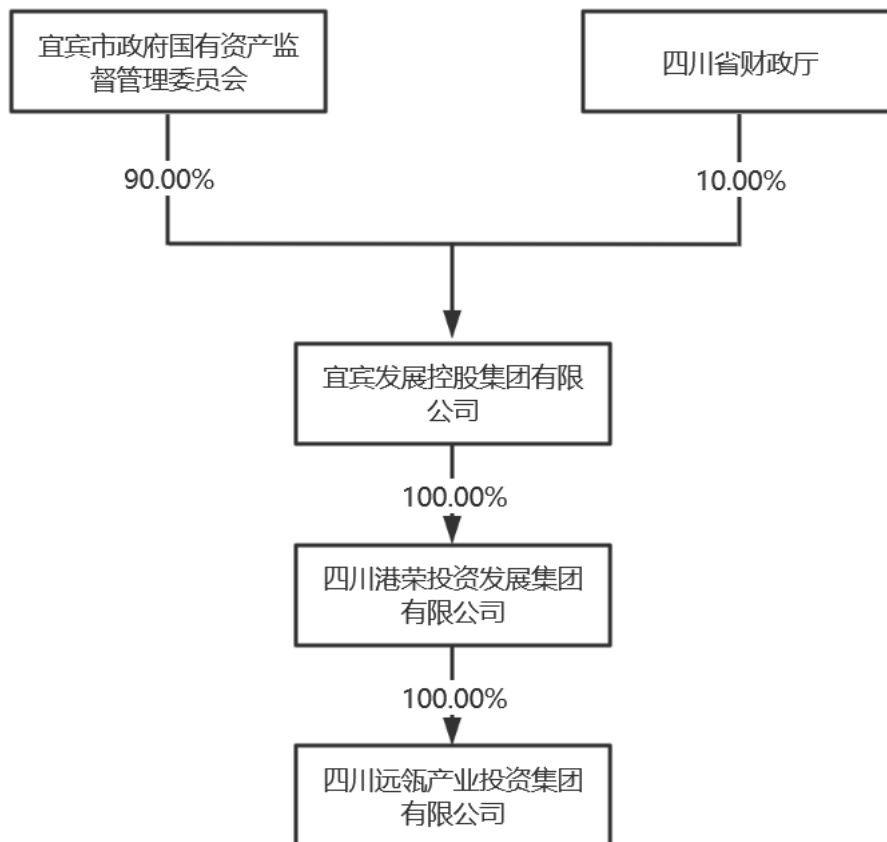 宜宾市政府国有资产监
督管理委员会
四川省财政厅
90.00%
10.00%
宜宾发展控股集团有限
公司
100.00%
四川港荣投资发展集团
有限公司
100.00%
四川远瓴产业投资集团
有限公司